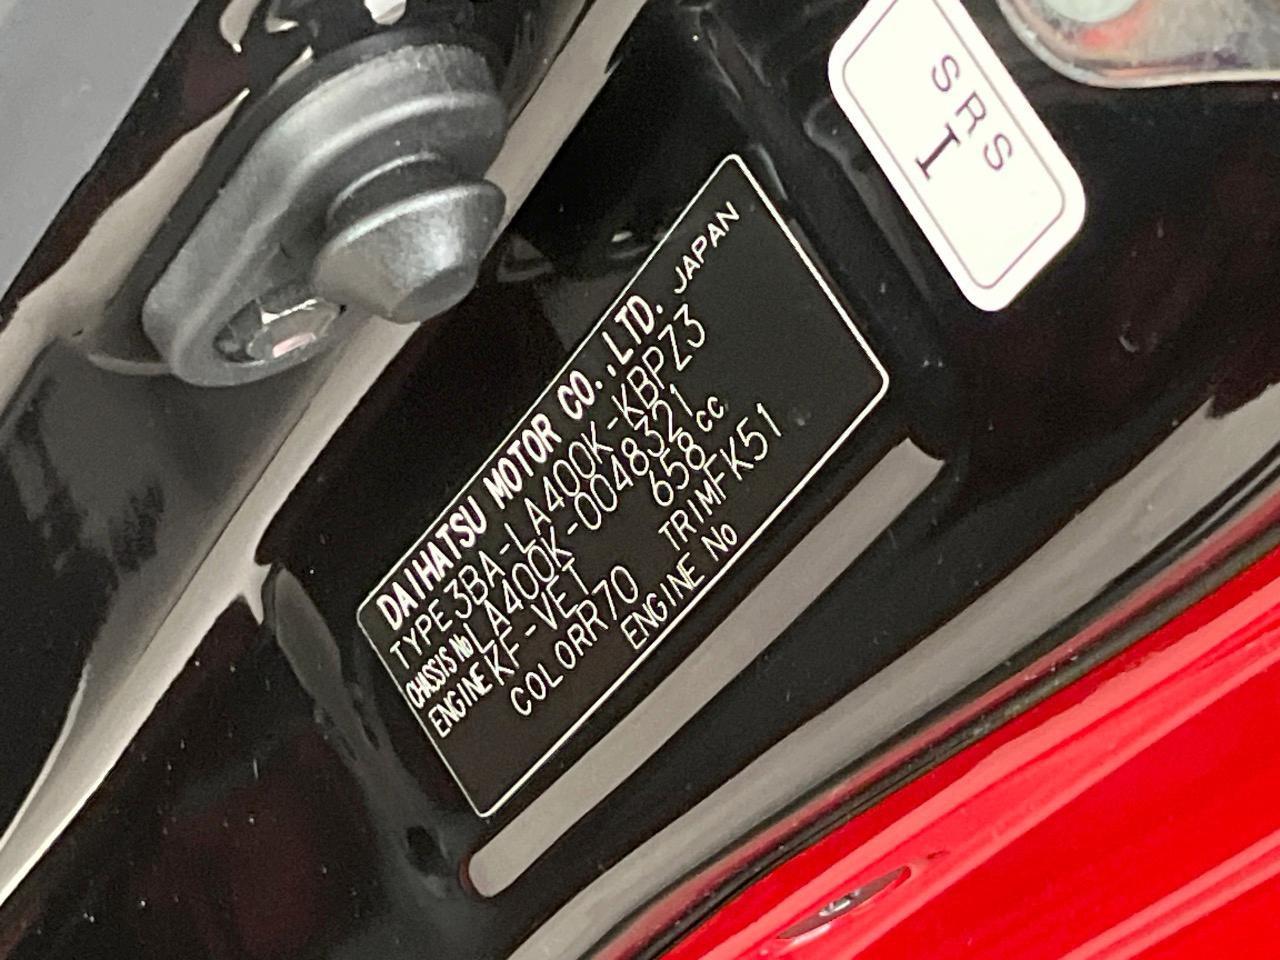 DAIHATSU MOTOR CO.,LTD. JAPAN
TYPE 3BA-LA400K-KBPZ3
CHASSIS No LA400K-0048321
ENGINE KF-VET 658cc
COLOR R70 TRIM FK51
ENGINE No
SRS
I